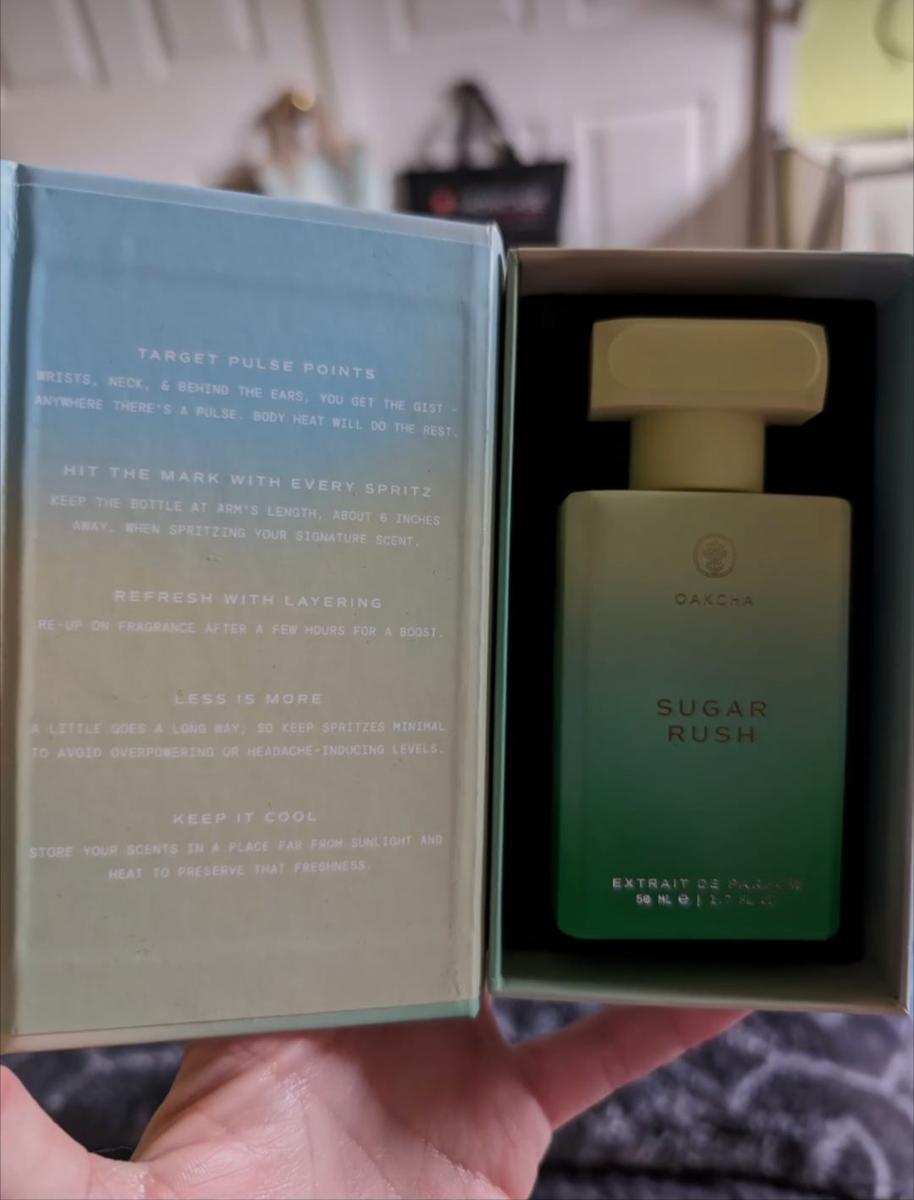 TARGET PULSE POINTS
WRISTS, NECK, & BEHIND THE EARS, YOU GET THE GIST -
ANYWHERE THERE'S A PULSE. BODY HEAT WILL DO THE REST.
HIT THE MARK WITH EVERY SPRITZ
KEEP THE BOTTLE AT ARM'S LENGTH, ABOUT 6 INCHES
AWAY, WHEN SPRITZING YOUR SIGNATURE SCENT.
REFRESH WITH LAYERING
RE-UP ON FRAGRANCE AFTER A FEW HOURS FOR A BOOST.
LESS IS MORE
A LITTLE GOES A LONG WAY, SO KEEP SPRITZES MINIMAL
TO AVOID OVERPOWERING OR HEADACHE-INDUCING LEVELS.
KEEP IT COOL
STORE YOUR SCENTS IN A PLACE FAR FROM SUNLIGHT AND
HEAT TO PRESERVE THAT FRESHNESS.
OAKCHA
SUGAR
RUSH
EXTRAIT DE PARFUM
50 ML ℮ | 1.7 FL OZ